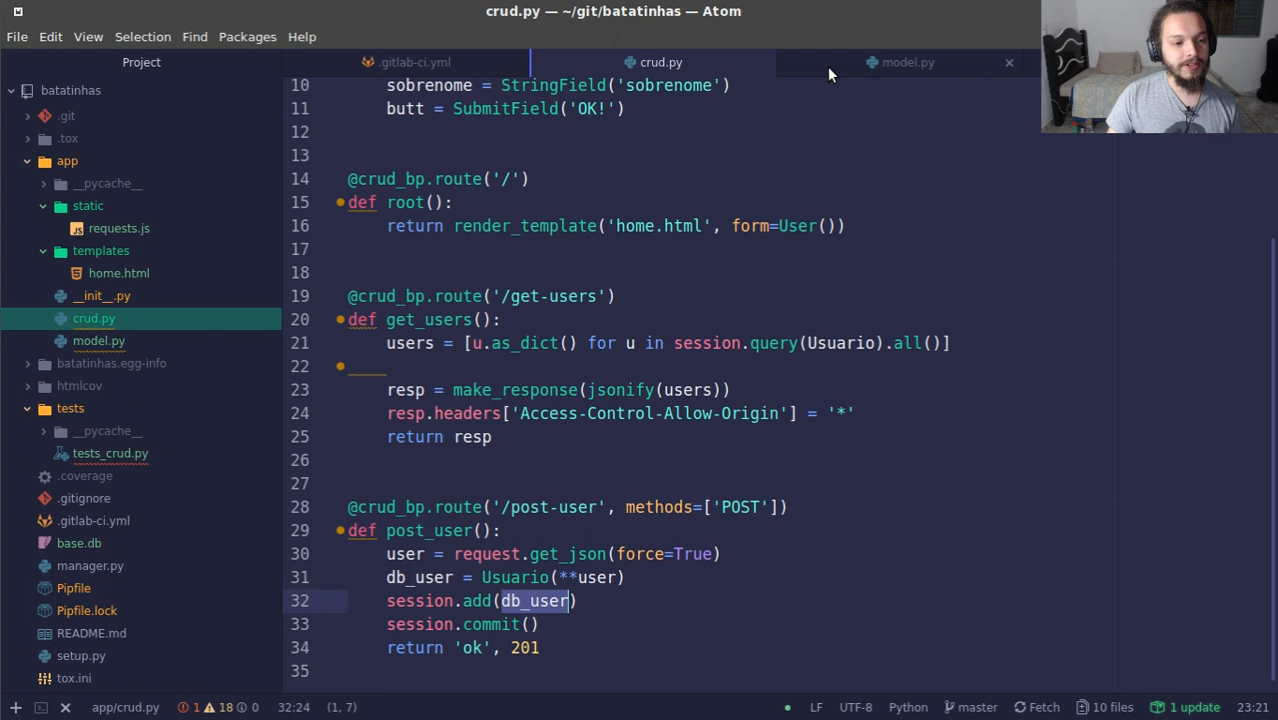 crud.py — ~/git/batatinhas — Atom
File Edit View Selection Find Packages Help
Project
.gitlab-ci.yml
crud.py
model.py
batatinhas
.git
.tox
app
__pycache__
static
requests.js
templates
home.html
__init__.py
crud.py
model.py
batatinhas.egg-info
htmlcov
tests
__pycache__
tests_crud.py
.coverage
.gitignore
.gitlab-ci.yml
base.db
manager.py
Pipfile
Pipfile.lock
README.md
setup.py
tox.ini
10 sobrenome = StringField('sobrenome')
11 butt = SubmitField('OK!')
12
13
14 @crud_bp.route('/')
15 def root():
16 return render_template('home.html', form=User())
17
18
19 @crud_bp.route('/get-users')
20 def get_users():
21 users = [u.as_dict() for u in session.query(Usuario).all()]
22
23 resp = make_response(jsonify(users))
24 resp.headers['Access-Control-Allow-Origin'] = '*'
25 return resp
26
27
28 @crud_bp.route('/post-user', methods=['POST'])
29 def post_user():
30 user = request.get_json(force=True)
31 db_user = Usuario(**user)
32 session.add(db_user)
33 session.commit()
34 return 'ok', 201
35
app/crud.py 1 18 0 32:24 (1, 7) LF UTF-8 Python master Fetch 10 files 1 update 23:21